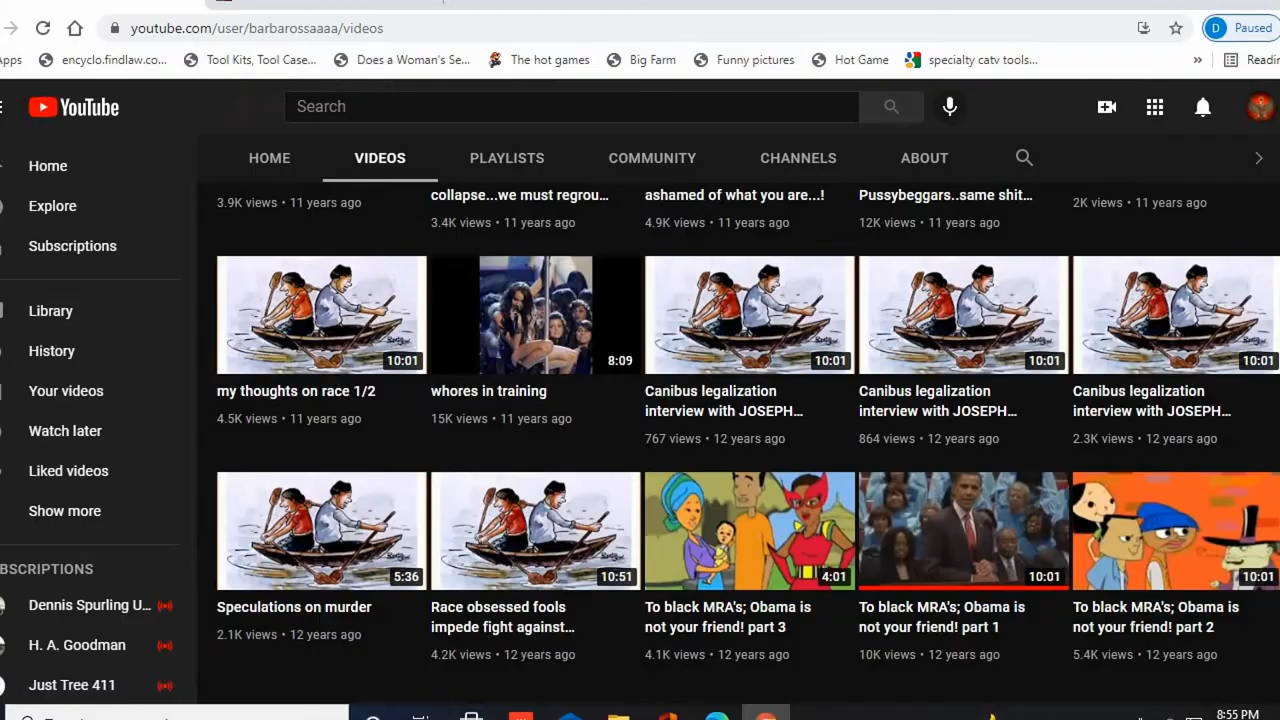 youtube.com/user/barbarossaaaa/videos
D Paused
pps encyclo.findlaw.co... Tool Kits, Tool Case... Does a Woman's Se... The hot games Big Farm Funny pictures Hot Game specialty catv tools... » Readin
YouTube
Search
HOME VIDEOS PLAYLISTS COMMUNITY CHANNELS ABOUT
Home
Explore
Subscriptions
Library
History
Your videos
Watch later
Liked videos
Show more
BSCRIPTIONS
Dennis Spurling U...
H. A. Goodman
Just Tree 411
3.9K views • 11 years ago
collapse...we must regrou...
3.4K views • 11 years ago
ashamed of what you are...!
4.9K views • 11 years ago
Pussybeggars..same shit...
12K views • 11 years ago
2K views • 11 years ago
10:01
my thoughts on race 1/2
4.5K views • 11 years ago
8:09
whores in training
15K views • 11 years ago
10:01
Canibus legalization
interview with JOSEPH...
767 views • 12 years ago
10:01
Canibus legalization
interview with JOSEPH...
864 views • 12 years ago
10:01
Canibus legalization
interview with JOSEPH...
2.3K views • 12 years ago
5:36
Speculations on murder
2.1K views • 12 years ago
10:51
Race obsessed fools
impede fight against...
4.2K views • 12 years ago
4:01
To black MRA's; Obama is
not your friend! part 3
4.1K views • 12 years ago
10:01
To black MRA's; Obama is
not your friend! part 1
10K views • 12 years ago
10:01
To black MRA's; Obama is
not your friend! part 2
5.4K views • 12 years ago
8:55 PM